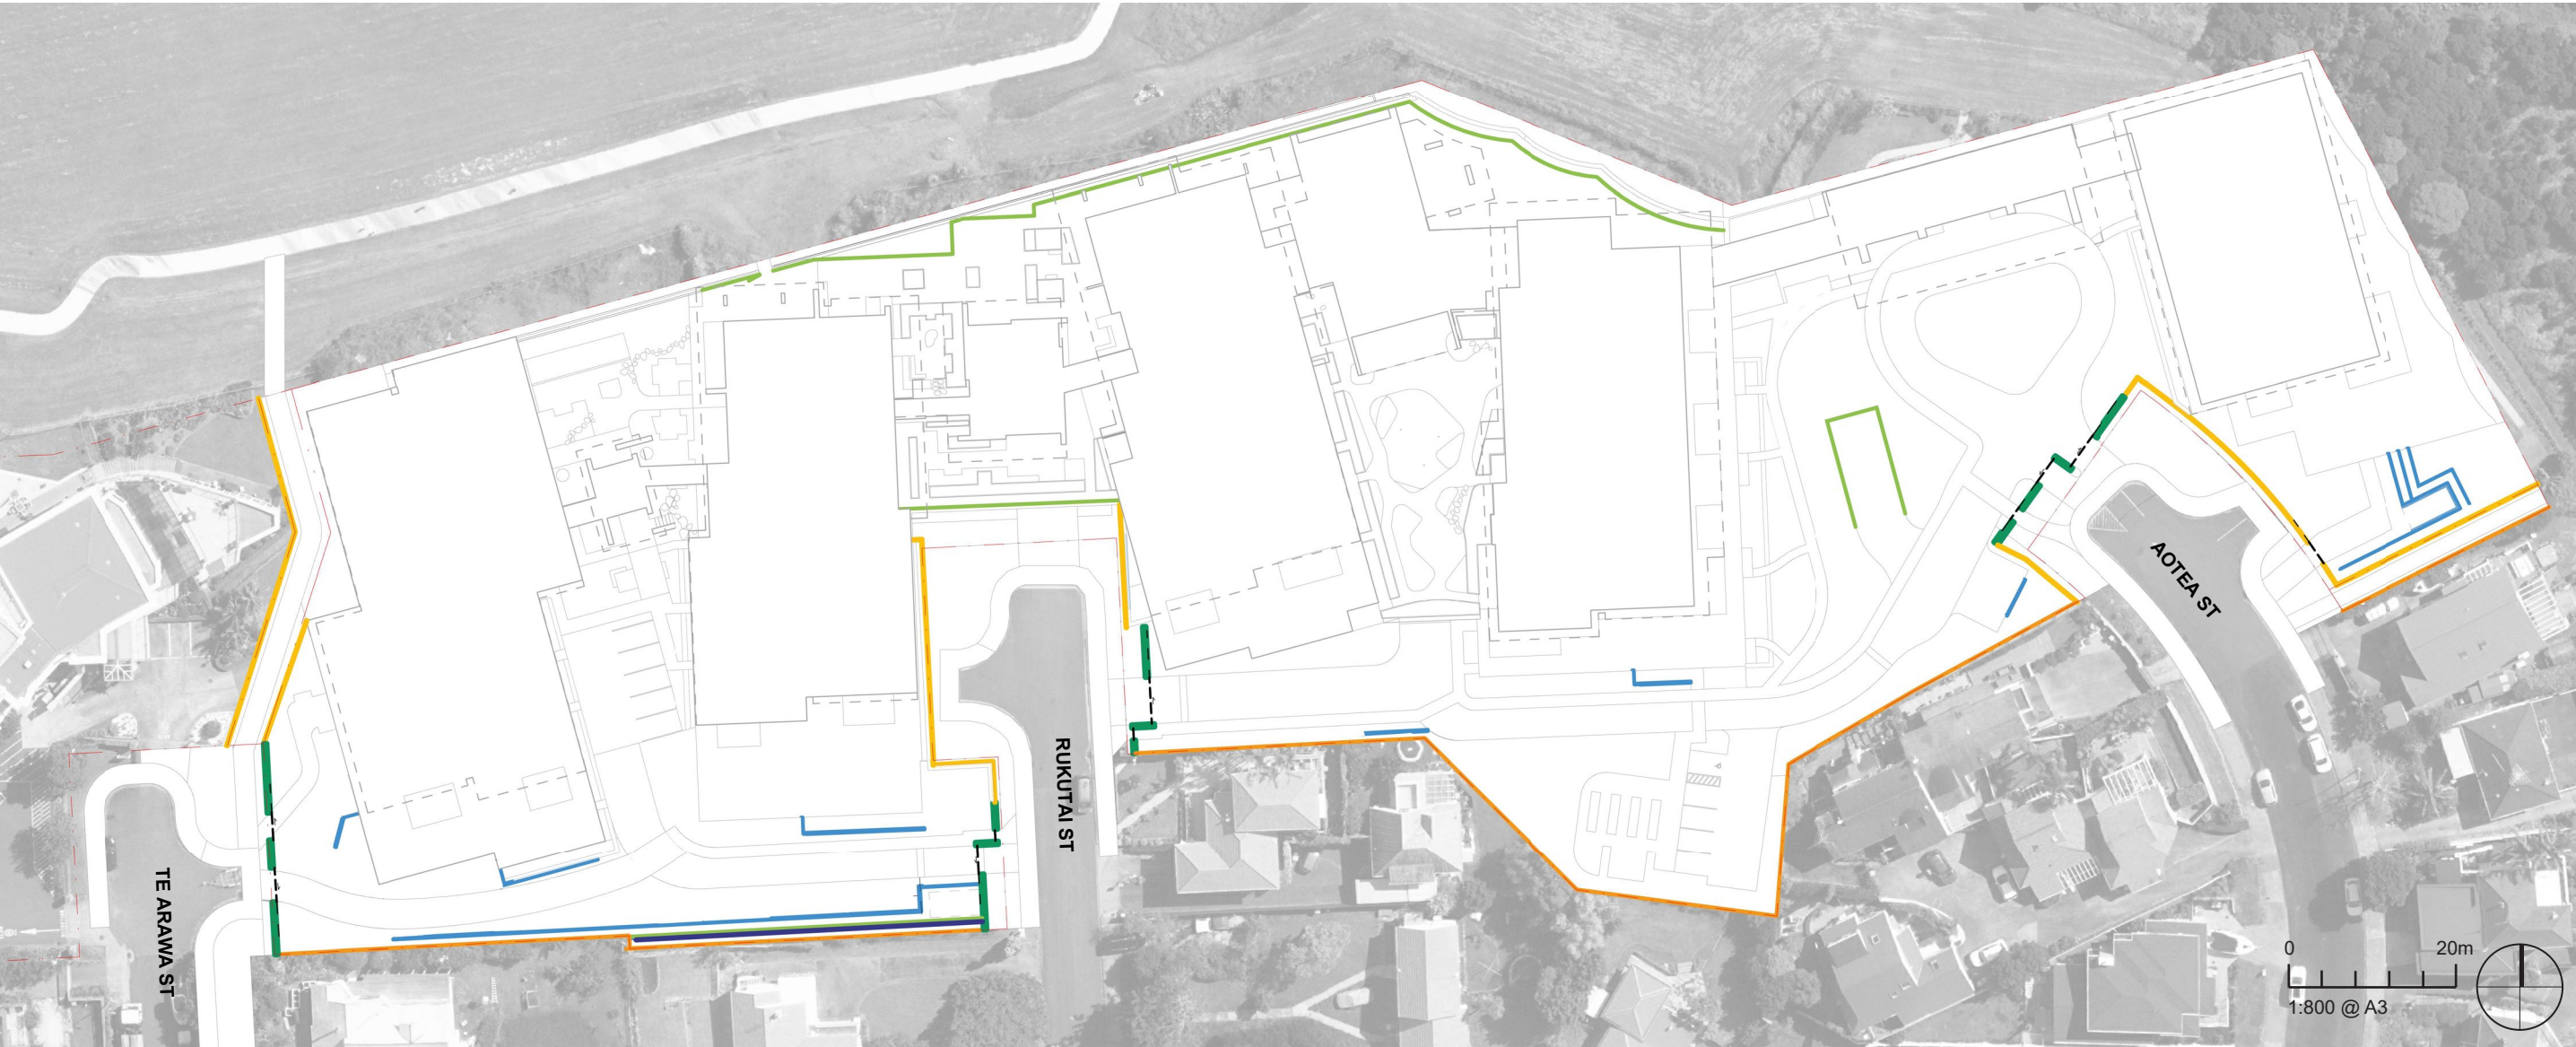 AOTEA ST
RUKUTAI ST
TE ARAWA ST
0 20m
1:800 @ A3